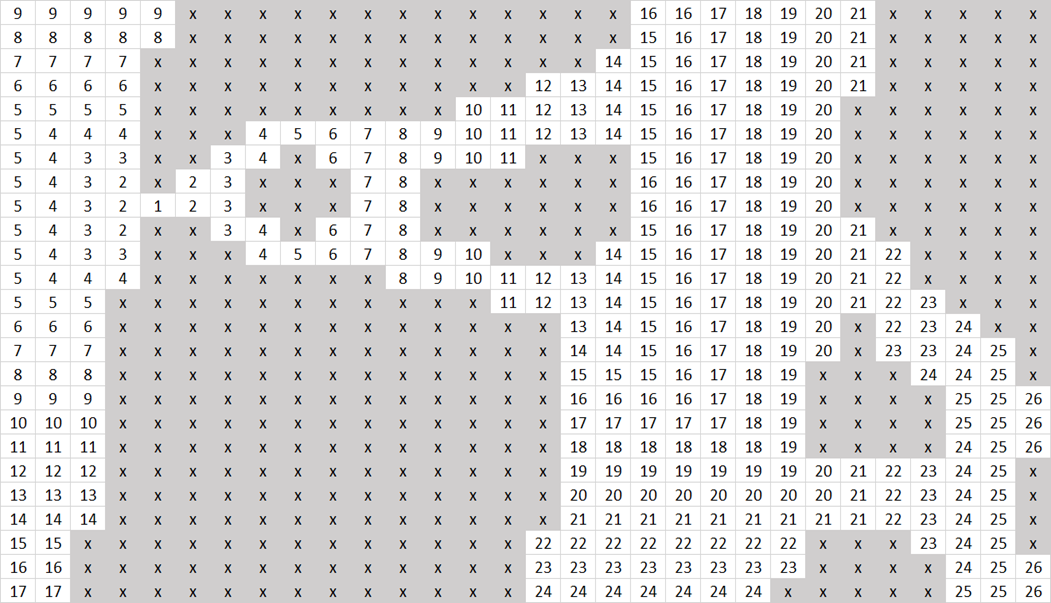 9 9 9 9 9 x x x x x x x x x x x x x 16 16 17 18 19 20 21 x x x x x
8 8 8 8 8 x x x x x x x x x x x x x 15 16 17 18 19 20 21 x x x x x
7 7 7 7 x x x x x x x x x x x x x 14 15 16 17 18 19 20 21 x x x x x
6 6 6 6 x x x x x x x x x x x 12 13 14 15 16 17 18 19 20 21 x x x x x
5 5 5 5 x x x x x x x x x 10 11 12 13 14 15 16 17 18 19 20 x x x x x x
5 4 4 4 x x x 4 5 6 7 8 9 10 11 12 13 14 15 16 17 18 19 20 x x x x x x
5 4 3 3 x x 3 4 x 6 7 8 9 10 11 x x x 15 16 17 18 19 20 x x x x x x
5 4 3 2 x 2 3 x x x 7 8 x x x x x x 16 16 17 18 19 20 x x x x x x
5 4 3 2 1 2 3 x x x 7 8 x x x x x x 16 16 17 18 19 20 x x x x x x
5 4 3 2 x x 3 4 x 6 7 8 x x x x x x 15 16 17 18 19 20 21 x x x x x
5 4 3 3 x x x 4 5 6 7 8 9 10 x x x 14 15 16 17 18 19 20 21 22 x x x x
5 4 4 4 x x x x x x x 8 9 10 11 12 13 14 15 16 17 18 19 20 21 22 x x x x
5 5 5 x x x x x x x x x x x 11 12 13 14 15 16 17 18 19 20 21 22 23 x x x
6 6 6 x x x x x x x x x x x x x 13 14 15 16 17 18 19 20 x 22 23 24 x x
7 7 7 x x x x x x x x x x x x x 14 14 15 16 17 18 19 20 x 23 23 24 25 x
8 8 8 x x x x x x x x x x x x x 15 15 15 16 17 18 19 x x x 24 24 25 x
9 9 9 x x x x x x x x x x x x x 16 16 16 16 17 18 19 x x x x 25 25 26
10 10 10 x x x x x x x x x x x x x 17 17 17 17 17 18 19 x x x x 25 25 26
11 11 11 x x x x x x x x x x x x x 18 18 18 18 18 18 19 x x x x 24 25 26
12 12 12 x x x x x x x x x x x x x 19 19 19 19 19 19 19 20 21 22 23 24 25 x
13 13 13 x x x x x x x x x x x x x 20 20 20 20 20 20 20 20 21 22 23 24 25 x
14 14 14 x x x x x x x x x x x x x 21 21 21 21 21 21 21 21 21 22 23 24 25 x
15 15 x x x x x x x x x x x x x 22 22 22 22 22 22 22 22 x x x 23 24 25 x
16 16 x x x x x x x x x x x x x 23 23 23 23 23 23 23 23 x x x x 24 25 26
17 17 x x x x x x x x x x x x x 24 24 24 24 24 24 24 x x x x x 25 25 26